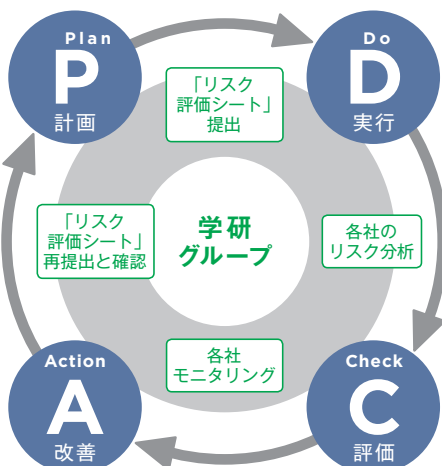 Plan
P
計画
Do
D
実行
「リスク
評価シート」
提出
「リスク
評価シート」
再提出と確認
学研
グループ
各社の
リスク分析
各社
モニタリング
Action
A
改善
Check
C
評価